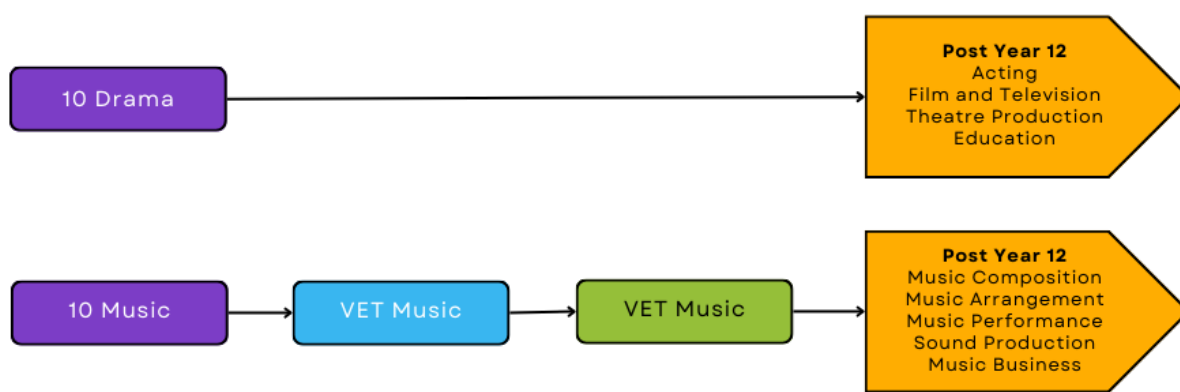 10 Drama
Post Year 12
Acting
Film and Television
Theatre Production
Education
10 Music
VET Music
VET Music
Post Year 12
Music Composition
Music Arrangement
Music Performance
Sound Production
Music Business